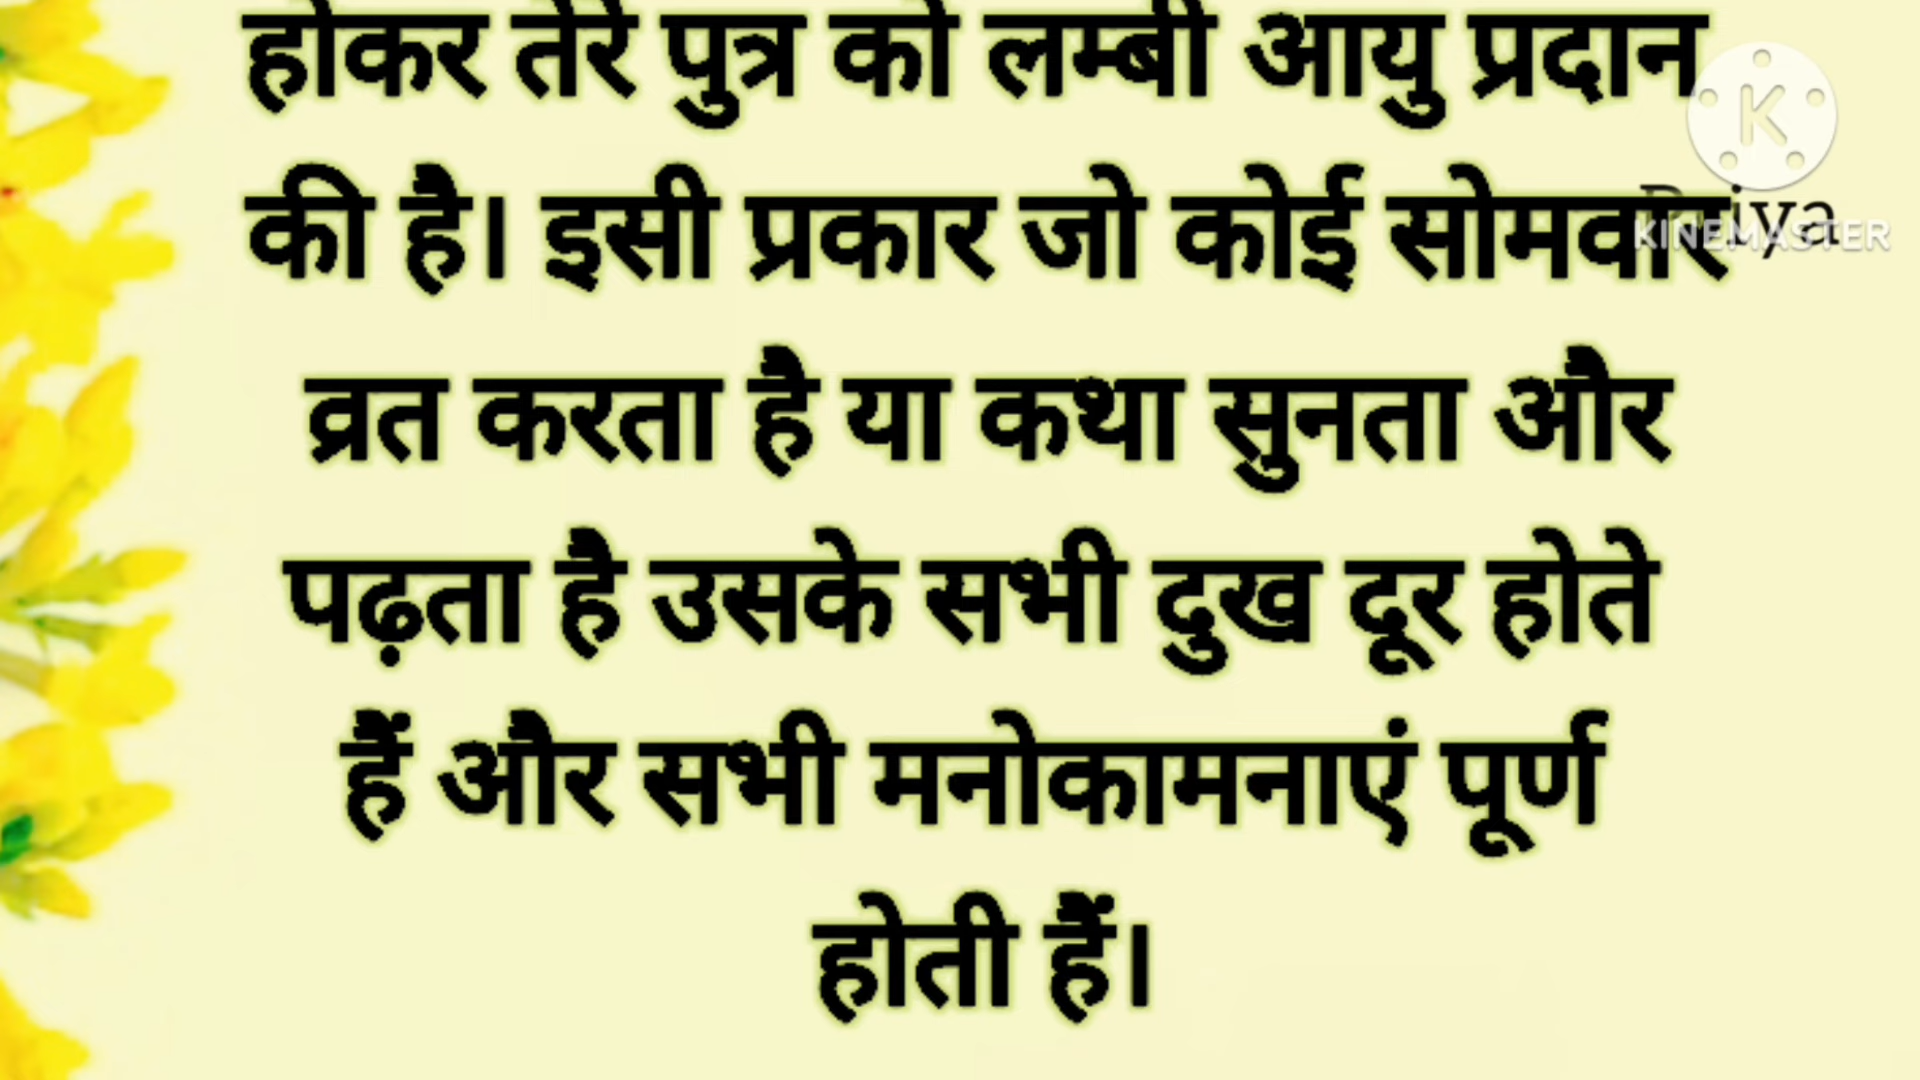 होकर तेरे पुत्र को लम्बी आयु प्रदान
की है। इसी प्रकार जो कोई सोमवार
Priya
KINEMASTER
व्रत करता है या कथा सुनता और
पढ़ता है उसके सभी दुख दूर होते
हैं और सभी मनोकामनाएं पूर्ण
होती हैं।